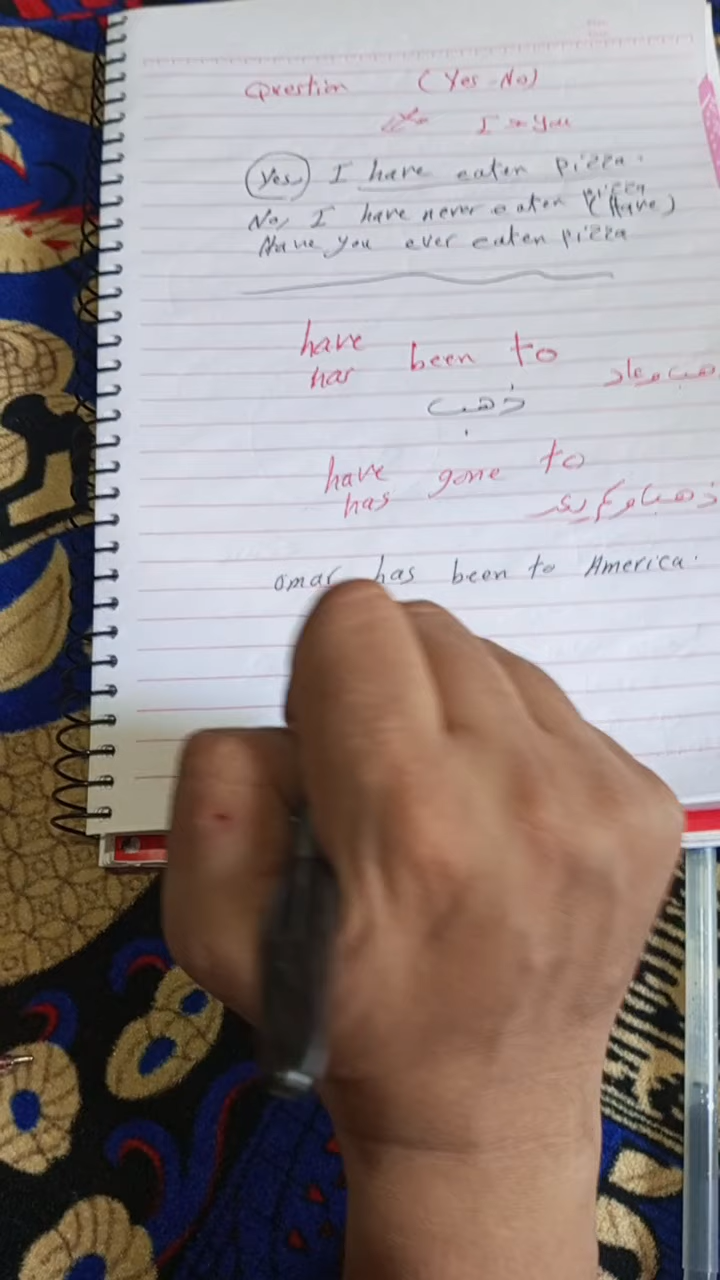 Question (Yes-No)
I → you
Yes, I have eaten pizza.
pizza
No, I have never eaten (Have)
Have you ever eaten pizza
have
has been to
ذهب
have
has gone to
Omar has been to America.